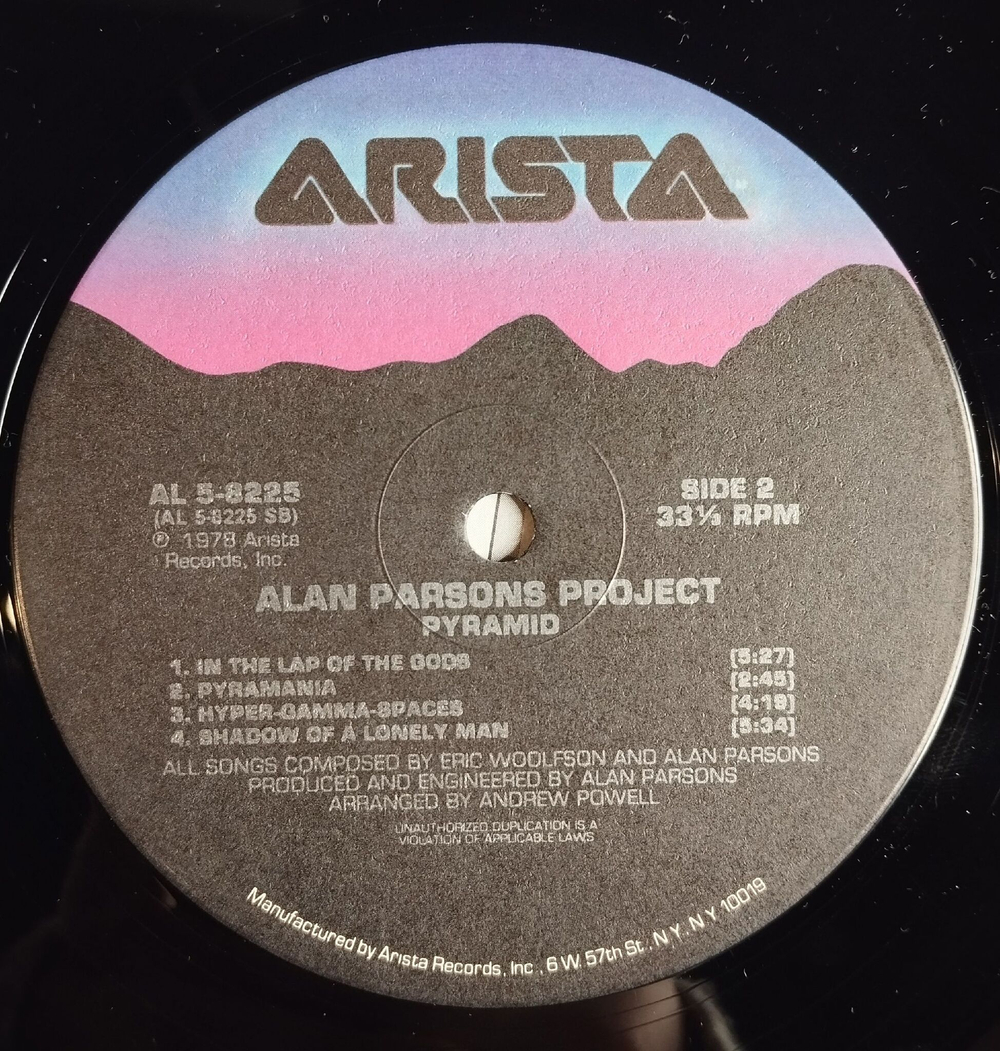 ARISTA
AL 5-8225
(AL 5-8225 SB)
℗ 1978 Arista
Records, Inc.
SIDE 2
33⅓ RPM
ALAN PARSONS PROJECT
PYRAMID
1. IN THE LAP OF THE GODS [5:27]
2. PYRAMANIA [2:45]
3. HYPER-GAMMA-SPACES [4:19]
4. SHADOW OF A LONELY MAN [5:34]
ALL SONGS COMPOSED BY ERIC WOOLFSON AND ALAN PARSONS
PRODUCED AND ENGINEERED BY ALAN PARSONS
ARRANGED BY ANDREW POWELL
UNAUTHORIZED DUPLICATION IS A
VIOLATION OF APPLICABLE LAWS
Manufactured by Arista Records, Inc., 6 W. 57th St., N.Y. N.Y. 10019